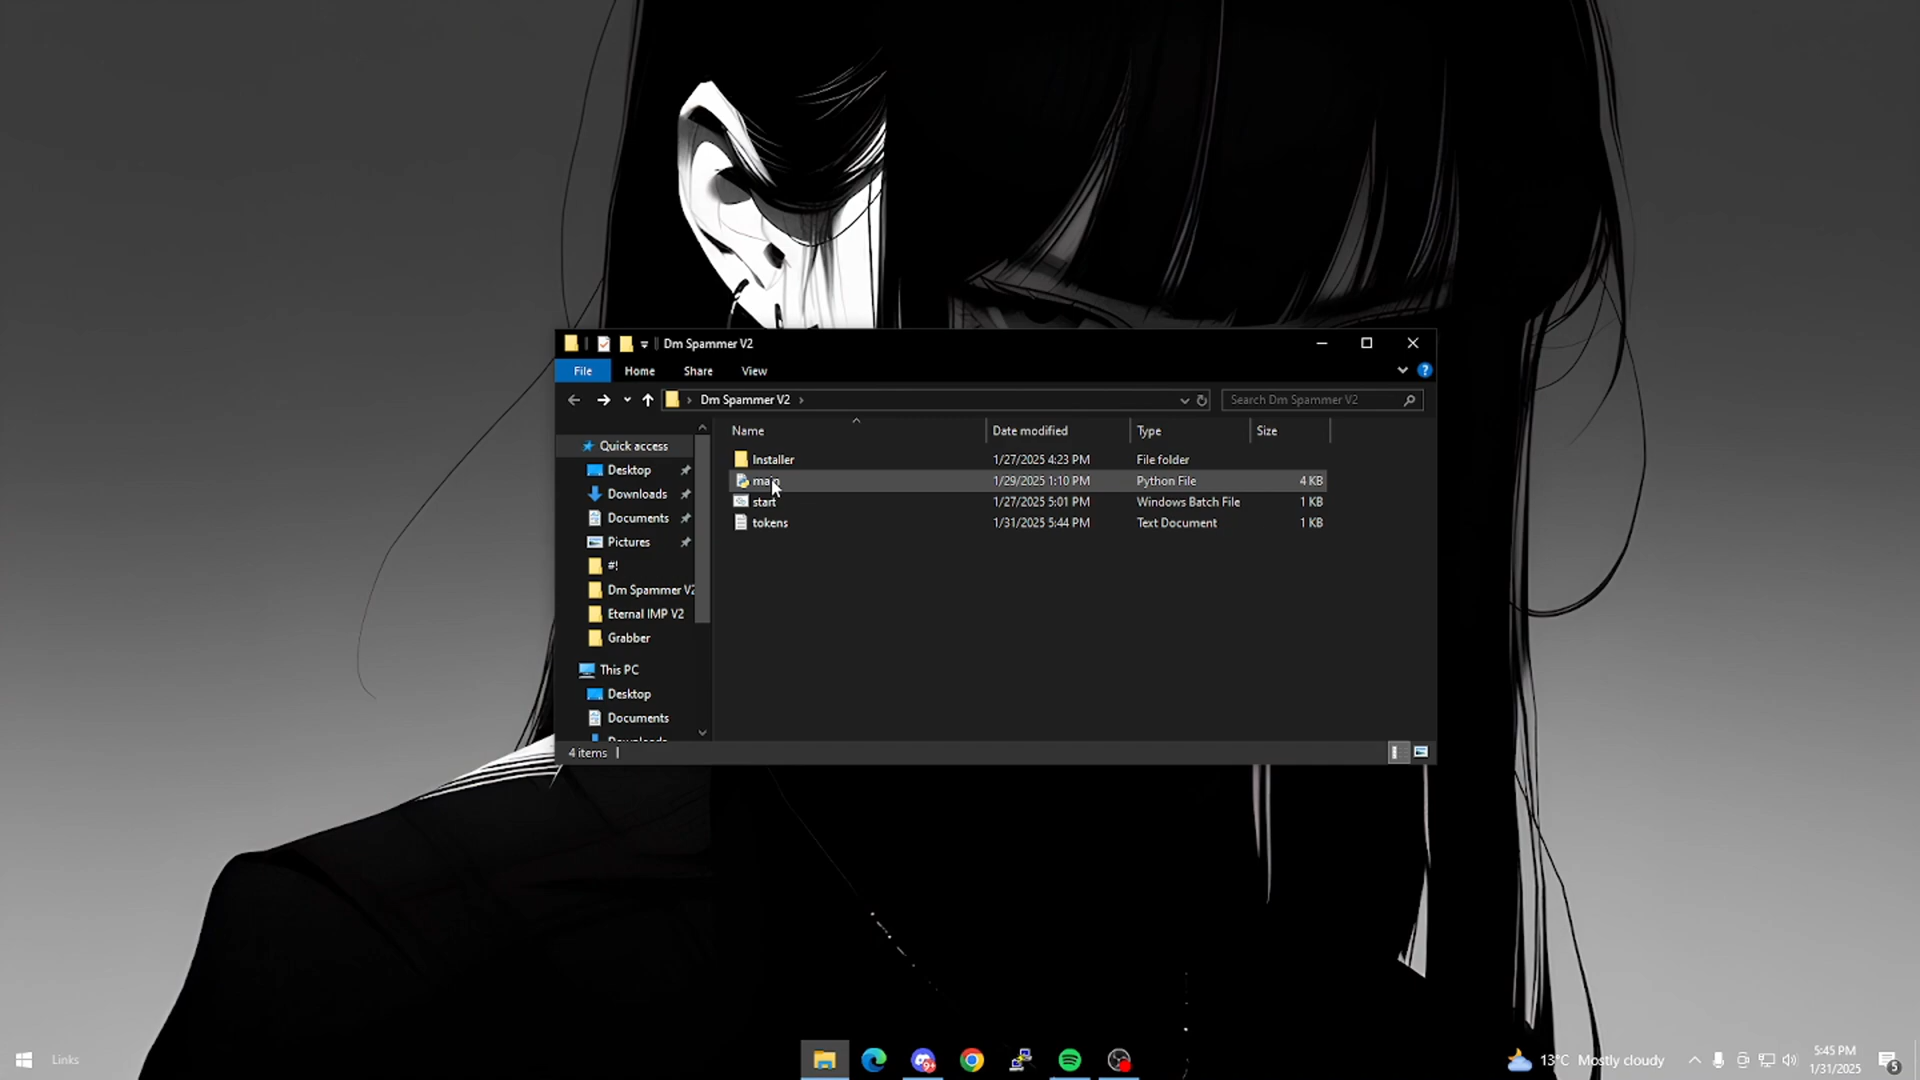 Dm Spammer V2
File Home Share View
Dm Spammer V2
Search Dm Spammer V2
Name Date modified Type Size
Quick access
Desktop
Downloads
Documents
Pictures
#!
Dm Spammer V2
Eternal IMP V2
Grabber
This PC
Desktop
Documents
Installer 1/27/2025 4:23 PM File folder
main 1/29/2025 1:10 PM Python File 4 KB
start 1/27/2025 5:01 PM Windows Batch File 1 KB
tokens 1/31/2025 5:44 PM Text Document 1 KB
4 items
Links
9+
13°C Mostly cloudy
5:45 PM
1/31/2025
5